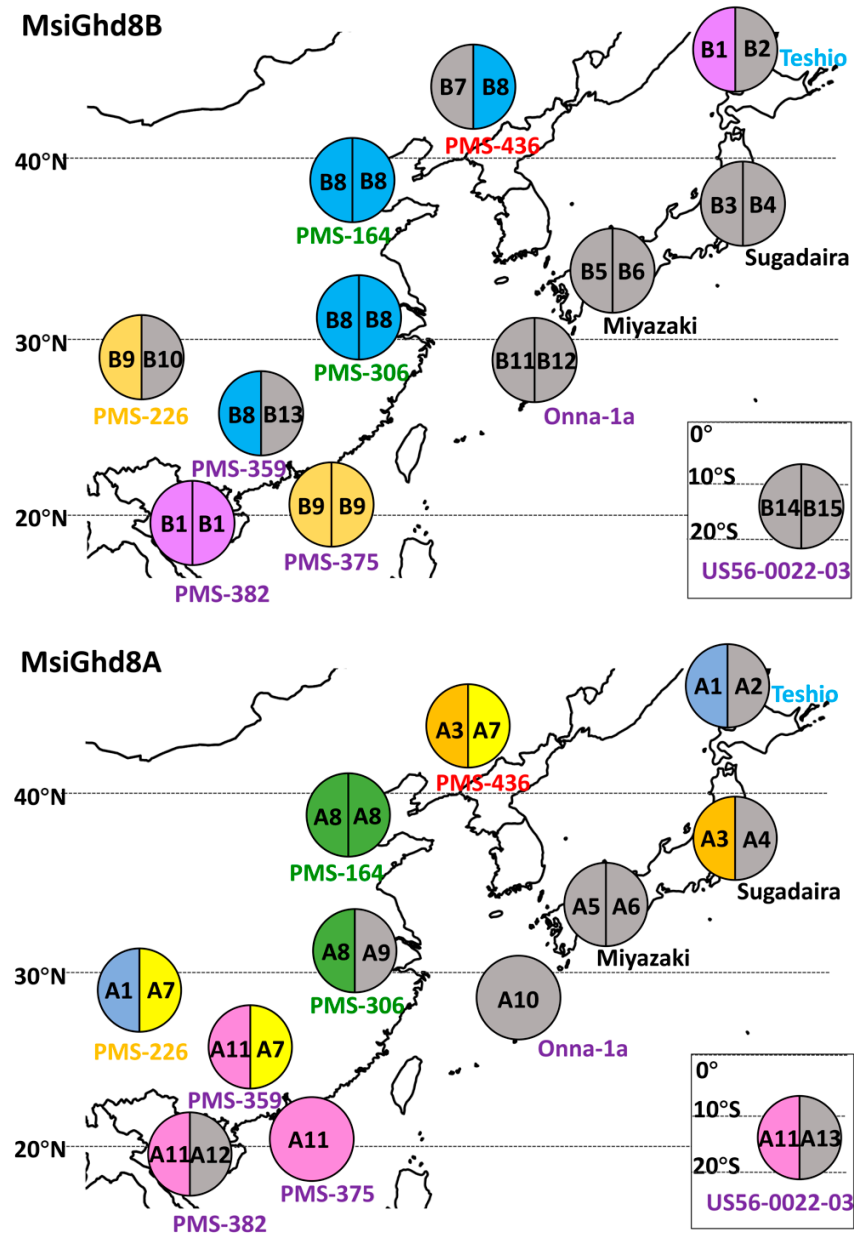 MsiGhd8B
B1 B2
Teshio
B7 B8
PMS-436
40°N
B8 B8
PMS-164
B3 B4
Sugadaira
B5 B6
Miyazaki
B8 B8
30°N
PMS-306
B9 B10
PMS-226
B11 B12
Onna-1a
B8 B13
PMS-359
B9 B9
PMS-375
20°N
B1 B1
PMS-382
0°
10°S
B14 B15
20°S
US56-0022-03
MsiGhd8A
A1 A2
Teshio
A3 A7
PMS-436
40°N
A8 A8
PMS-164
A3 A4
Sugadaira
A5 A6
Miyazaki
A8 A9
30°N
PMS-306
A1 A7
PMS-226
A10
Onna-1a
A11 A7
PMS-359
A11
PMS-375
20°N
A11 A12
PMS-382
0°
10°S
A11 A13
20°S
US56-0022-03